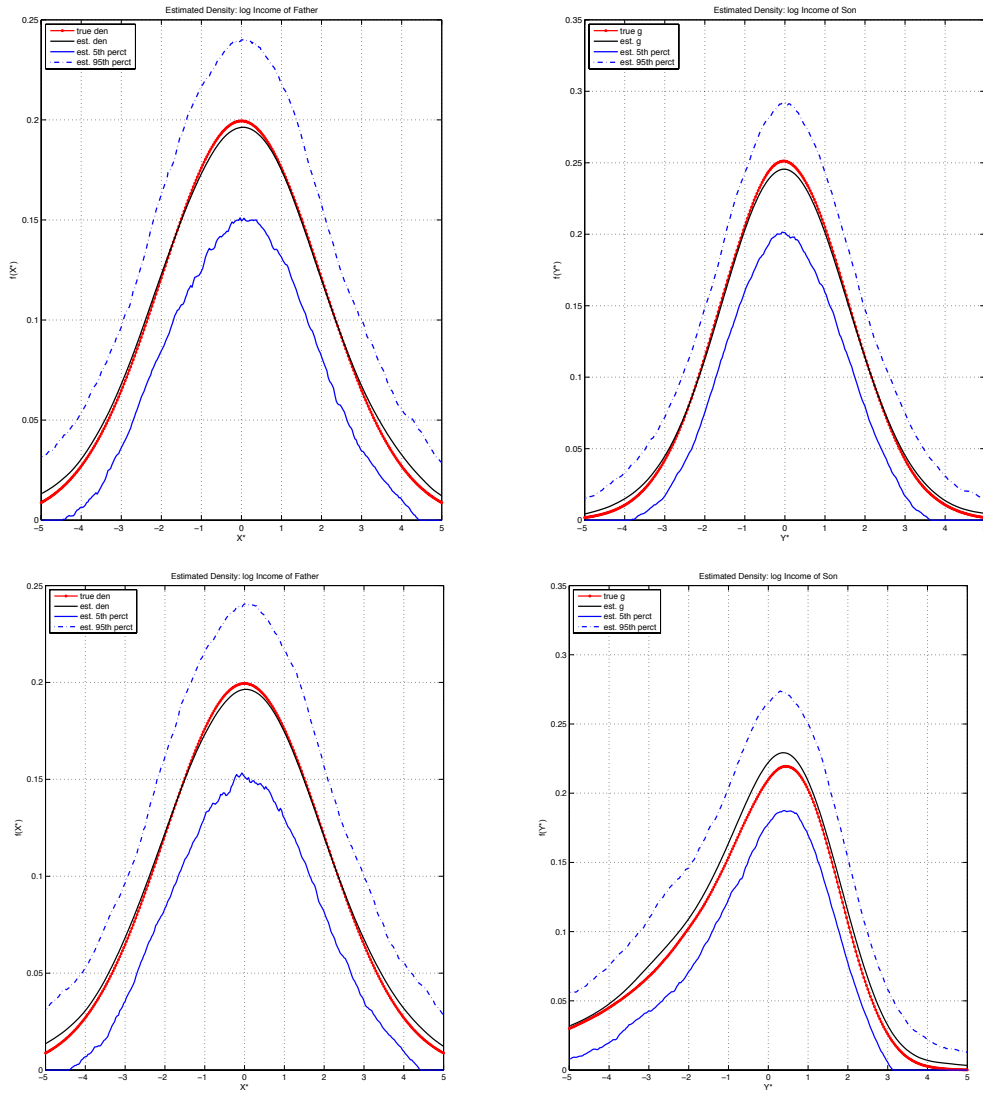 Estimated Density: log Income of Father
true den
est. den
est. 5th perct
est. 95th perct
0.25
0.2
0.15
0.1
0.05
0
f(X*)
−5 −4 −3 −2 −1 0 1 2 3 4 5
X*
Estimated Density: log Income of Son
true g
est. g
est. 5th perct
est. 95th perct
0.35
0.3
0.25
0.2
0.15
0.1
0.05
0
f(Y*)
−5 −4 −3 −2 −1 0 1 2 3 4
Y*
Estimated Density: log Income of Father
true den
est. den
est. 5th perct
est. 95th perct
0.25
0.2
0.15
0.1
0.05
0
f(X*)
−5 −4 −3 −2 −1 0 1 2 3 4 5
X*
Estimated Density: log Income of Son
true g
est. g
est. 5th perct
est. 95th perct
0.35
0.3
0.25
0.2
0.15
0.1
0.05
0
f(Y*)
−5 −4 −3 −2 −1 0 1 2 3 4 5
Y*